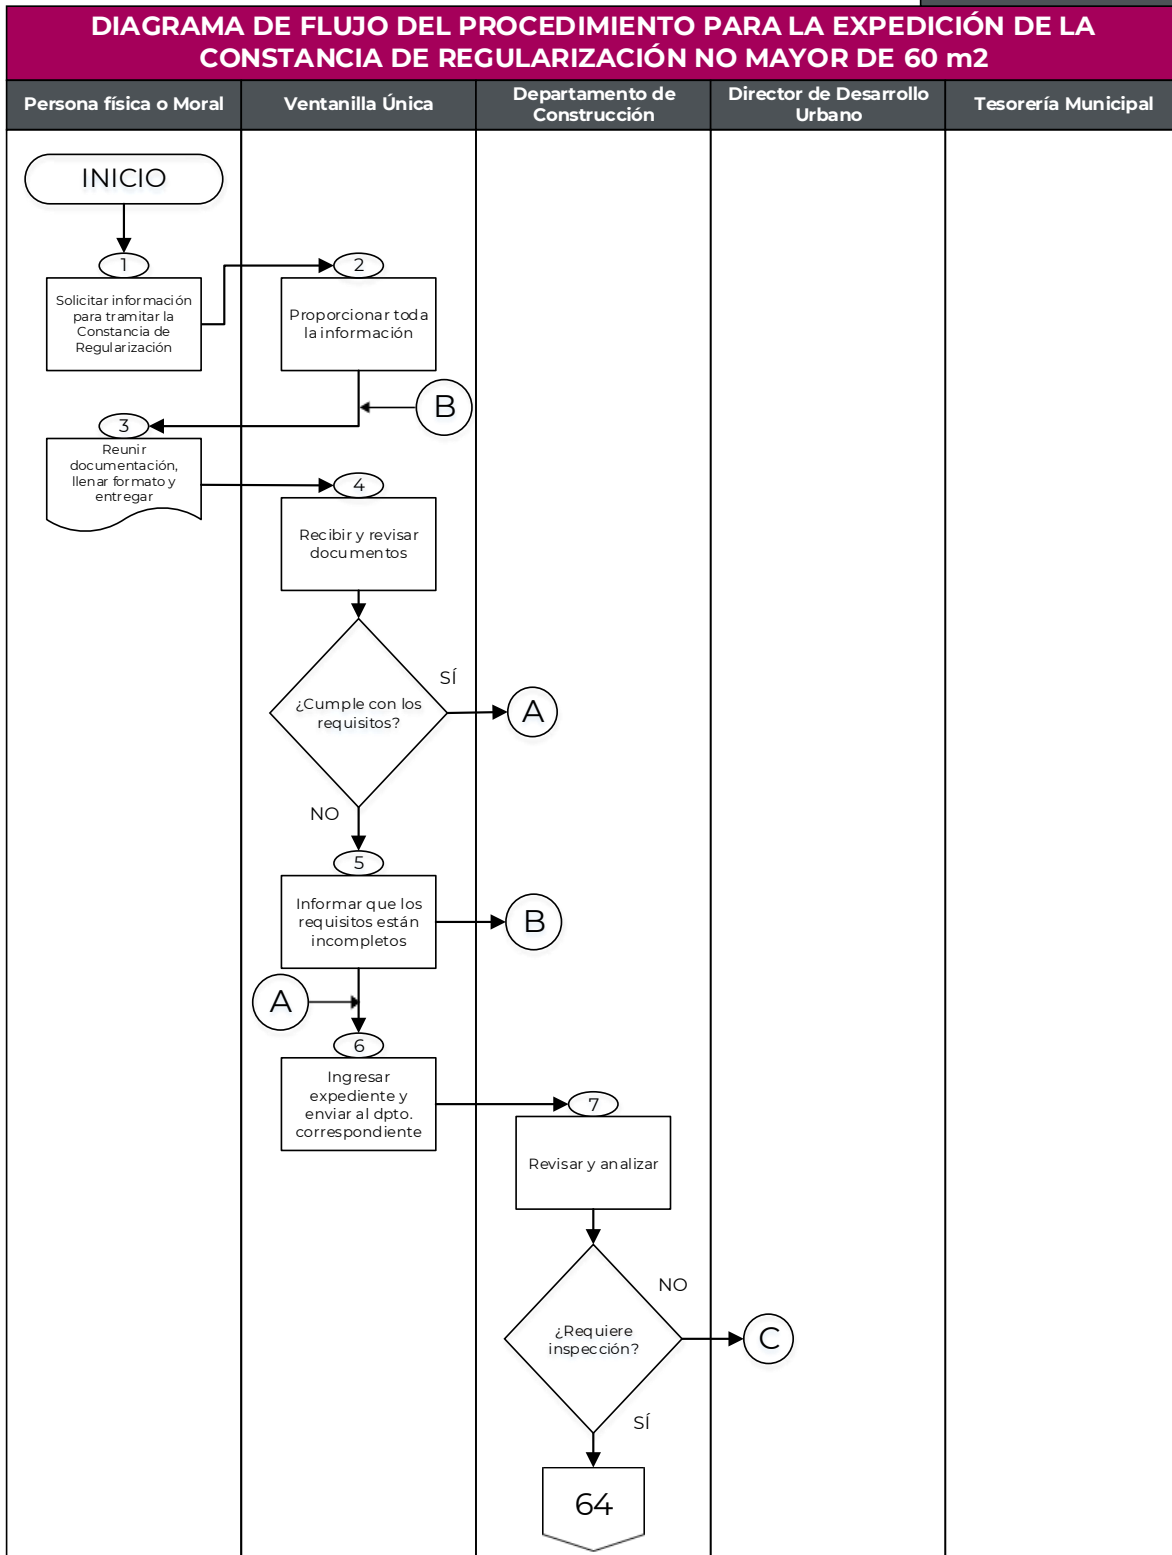 DIAGRAMA DE FLUJO DEL PROCEDIMIENTO PARA LA EXPEDICIÓN DE LA
CONSTANCIA DE REGULARIZACIÓN NO MAYOR DE 60 m2
Persona física o Moral
Ventanilla Única
Departamento de
Construcción
Director de Desarrollo
Urbano
Tesorería Municipal
INICIO
1
Solicitar información
para tramitar la
Constancia de
Regularización
2
Proporcionar toda
la información
B
3
Reunir
documentación,
llenar formato y
entregar
4
Recibir y revisar
documentos
¿Cumple con los
requisitos?
SÍ
A
NO
5
Informar que los
requisitos están
incompletos
B
A
6
Ingresar
expediente y
enviar al dpto.
correspondiente
7
Revisar y analizar
¿Requiere
inspección?
NO
C
SÍ
64